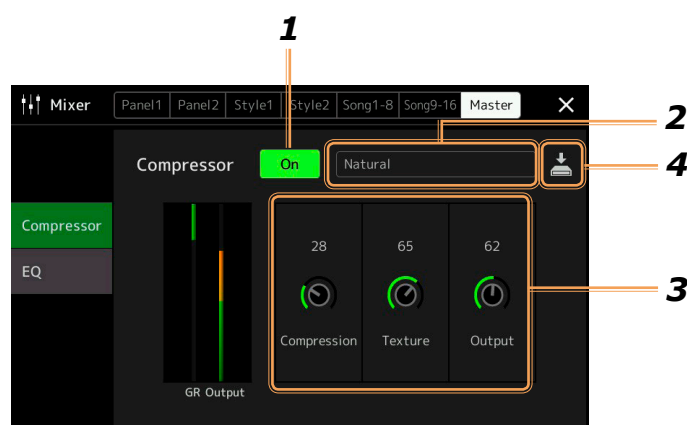 1
Mixer Panel1 Panel2 Style1 Style2 Song1-8 Song9-16 Master
2
Compressor On Natural
4
Compressor
28 65 62
EQ
3
Compression Texture Output
GR Output